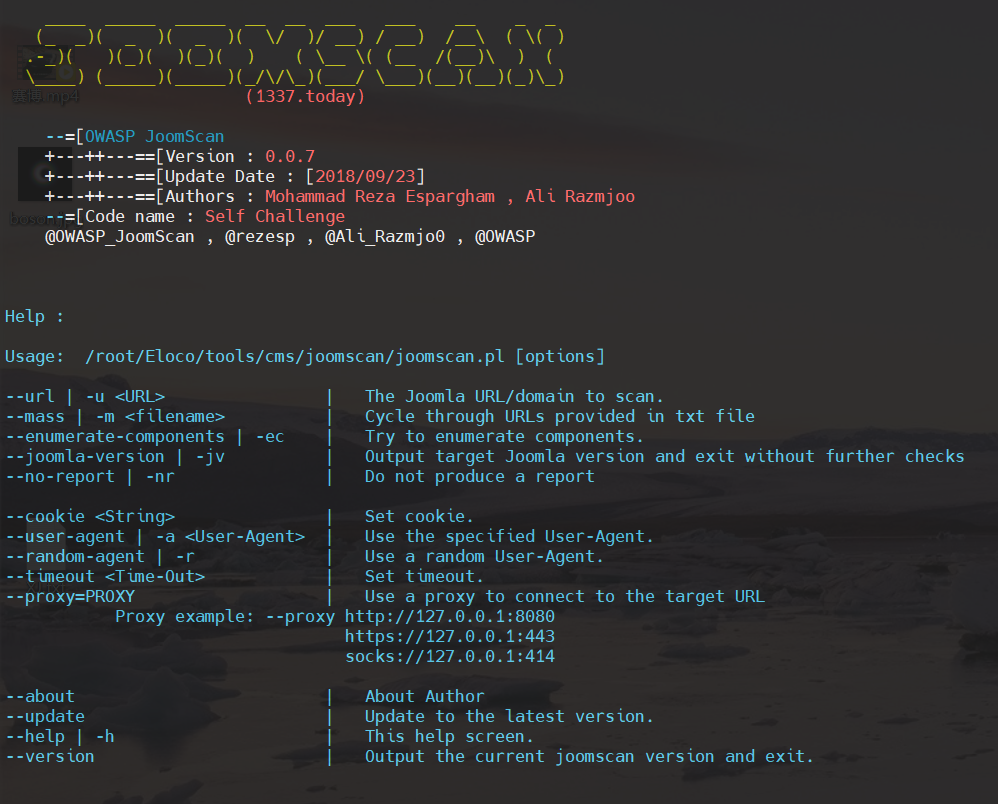 (1337.today)
--=[OWASP JoomScan
+---++---==[Version : 0.0.7
+---++---==[Update Date : [2018/09/23]
+---++---==[Authors : Mohammad Reza Espargham , Ali Razmjoo
--=[Code name : Self Challenge
@OWASP_JoomScan , @rezesp , @Ali_Razmjo0 , @OWASP
Help :
Usage:  /root/Eloco/tools/cms/joomscan/joomscan.pl [options]
--url | -u <URL>                |   The Joomla URL/domain to scan.
--mass | -m <filename>          |   Cycle through URLs provided in txt file
--enumerate-components | -ec    |   Try to enumerate components.
--joomla-version | -jv          |   Output target Joomla version and exit without further checks
--no-report | -nr               |   Do not produce a report
--cookie <String>               |   Set cookie.
--user-agent | -a <User-Agent>  |   Use the specified User-Agent.
--random-agent | -r             |   Use a random User-Agent.
--timeout <Time-Out>            |   Set timeout.
--proxy=PROXY                   |   Use a proxy to connect to the target URL
Proxy example: --proxy http://127.0.0.1:8080
https://127.0.0.1:443
socks://127.0.0.1:414
--about                         |   About Author
--update                        |   Update to the latest version.
--help | -h                     |   This help screen.
--version                       |   Output the current joomscan version and exit.